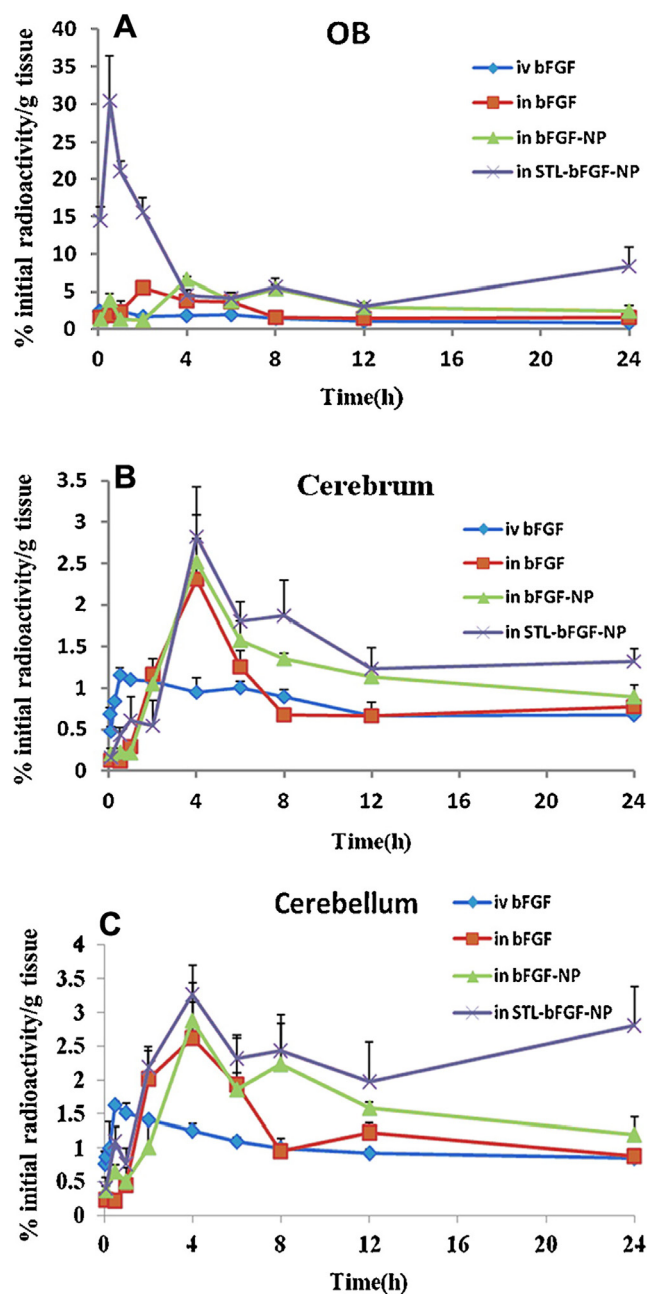 A
OB
40
35
30
25
20
15
10
5
0
% initial radioactivity/g tissue
iv bFGF
in bFGF
in bFGF-NP
in STL-bFGF-NP
0 4 8 12 16 20 24
Time(h)
B
Cerebrum
3.5
3
2.5
2
1.5
1
0.5
0
% initial radioactivity/g tissue
iv bFGF
in bFGF
in bFGF-NP
in STL-bFGF-NP
0 4 8 12 16 20 24
Time(h)
C
Cerebellum
4
3.5
3
2.5
2
1.5
1
0.5
0
% initial radioactivity/g tissue
iv bFGF
in bFGF
in bFGF-NP
in STL-bFGF-NP
0 4 8 12 16 20 24
Time(h)